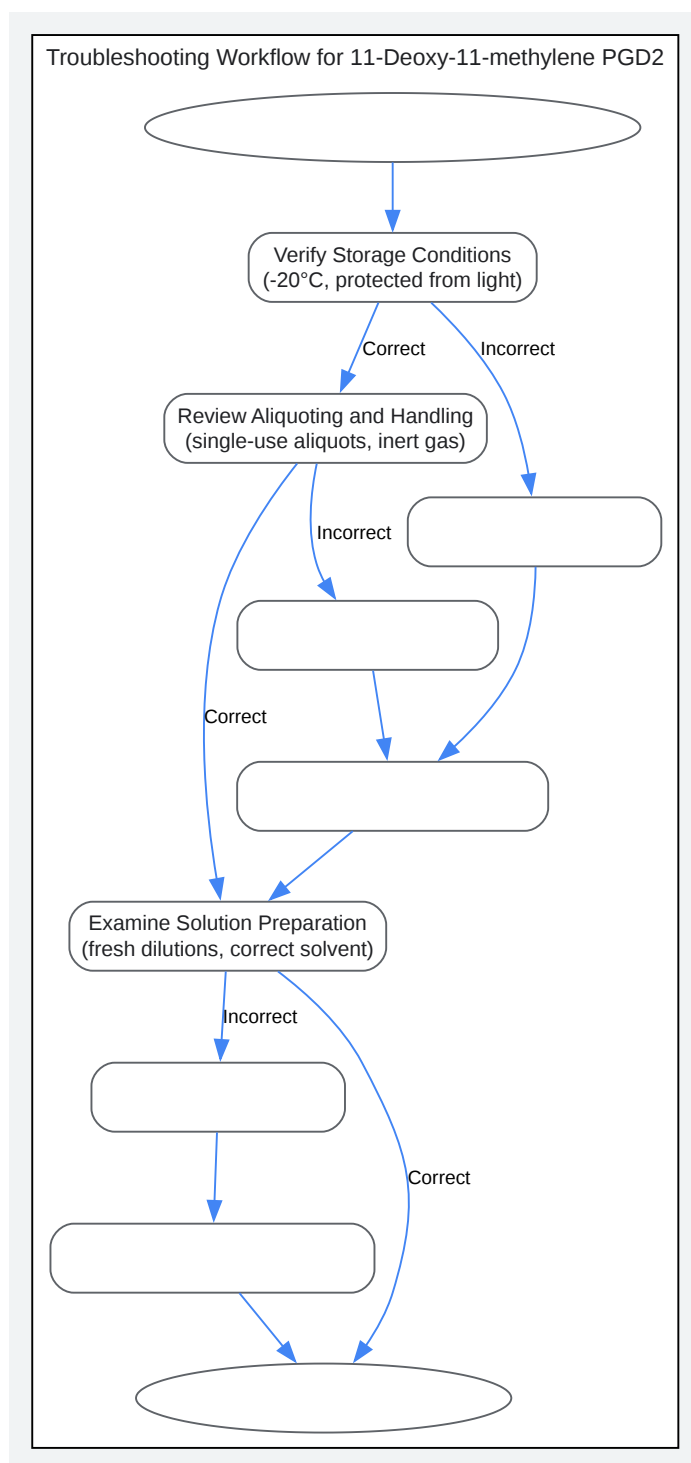 Troubleshooting Workflow for 11-Deoxy-11-methylene PGD2
Verify Storage Conditions
(-20°C, protected from light)
Correct
Incorrect
Review Aliquoting and Handling
(single-use aliquots, inert gas)
Incorrect
Correct
Examine Solution Preparation
(fresh dilutions, correct solvent)
Incorrect
Correct